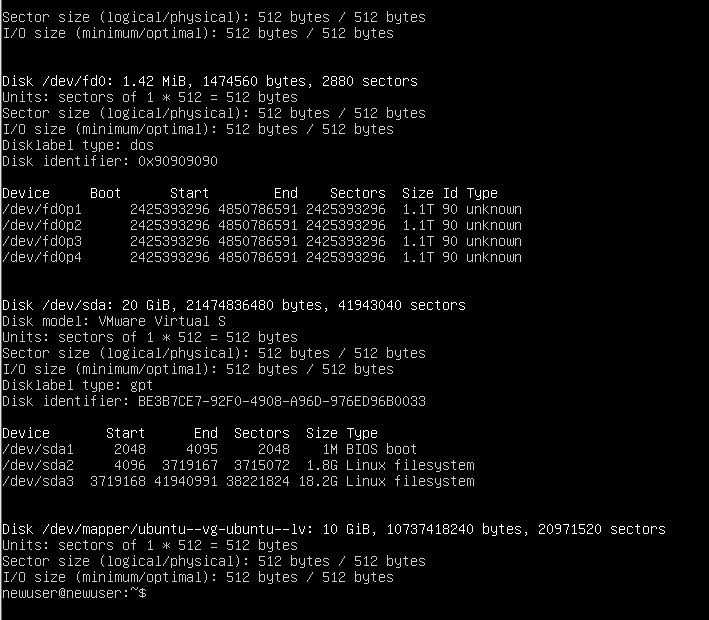 Sector size (logical/physical): 512 bytes / 512 bytes
I/O size (minimum/optimal): 512 bytes / 512 bytes
Disk /dev/fd0: 1.42 MiB, 1474560 bytes, 2880 sectors
Units: sectors of 1 * 512 = 512 bytes
Sector size (logical/physical): 512 bytes / 512 bytes
I/O size (minimum/optimal): 512 bytes / 512 bytes
Disklabel type: dos
Disk identifier: 0x90909090
Device     Boot      Start        End    Sectors  Size Id Type
/dev/fd0p1      2425393296 4850786591 2425393296  1.1T 90 unknown
/dev/fd0p2      2425393296 4850786591 2425393296  1.1T 90 unknown
/dev/fd0p3      2425393296 4850786591 2425393296  1.1T 90 unknown
/dev/fd0p4      2425393296 4850786591 2425393296  1.1T 90 unknown
Disk /dev/sda: 20 GiB, 21474836480 bytes, 41943040 sectors
Disk model: VMware Virtual S
Units: sectors of 1 * 512 = 512 bytes
Sector size (logical/physical): 512 bytes / 512 bytes
I/O size (minimum/optimal): 512 bytes / 512 bytes
Disklabel type: gpt
Disk identifier: BE3B7CE7-92F0-4908-A96D-976ED96B0033
Device       Start      End  Sectors  Size Type
/dev/sda1     2048     4095     2048    1M BIOS boot
/dev/sda2     4096  3719167  3715072  1.8G Linux filesystem
/dev/sda3  3719168 41940991 38221824 18.2G Linux filesystem
Disk /dev/mapper/ubuntu--vg-ubuntu--lv: 10 GiB, 10737418240 bytes, 20971520 sectors
Units: sectors of 1 * 512 = 512 bytes
Sector size (logical/physical): 512 bytes / 512 bytes
I/O size (minimum/optimal): 512 bytes / 512 bytes
newuser@newuser:~$